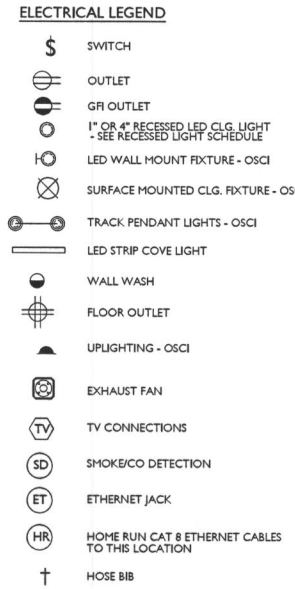 ELECTRICAL LEGEND
$ SWITCH
OUTLET
GFI OUTLET
1" OR 4" RECESSED LED CLG. LIGHT
- SEE RECESSED LIGHT SCHEDULE
LED WALL MOUNT FIXTURE - OSCI
SURFACE MOUNTED CLG. FIXTURE - OS
TRACK PENDANT LIGHTS - OSCI
LED STRIP COVE LIGHT
WALL WASH
FLOOR OUTLET
UPLIGHTING - OSCI
EXHAUST FAN
TV TV CONNECTIONS
SD SMOKE/CO DETECTION
ET ETHERNET JACK
HR HOME RUN CAT 8 ETHERNET CABLES
TO THIS LOCATION
HOSE BIB